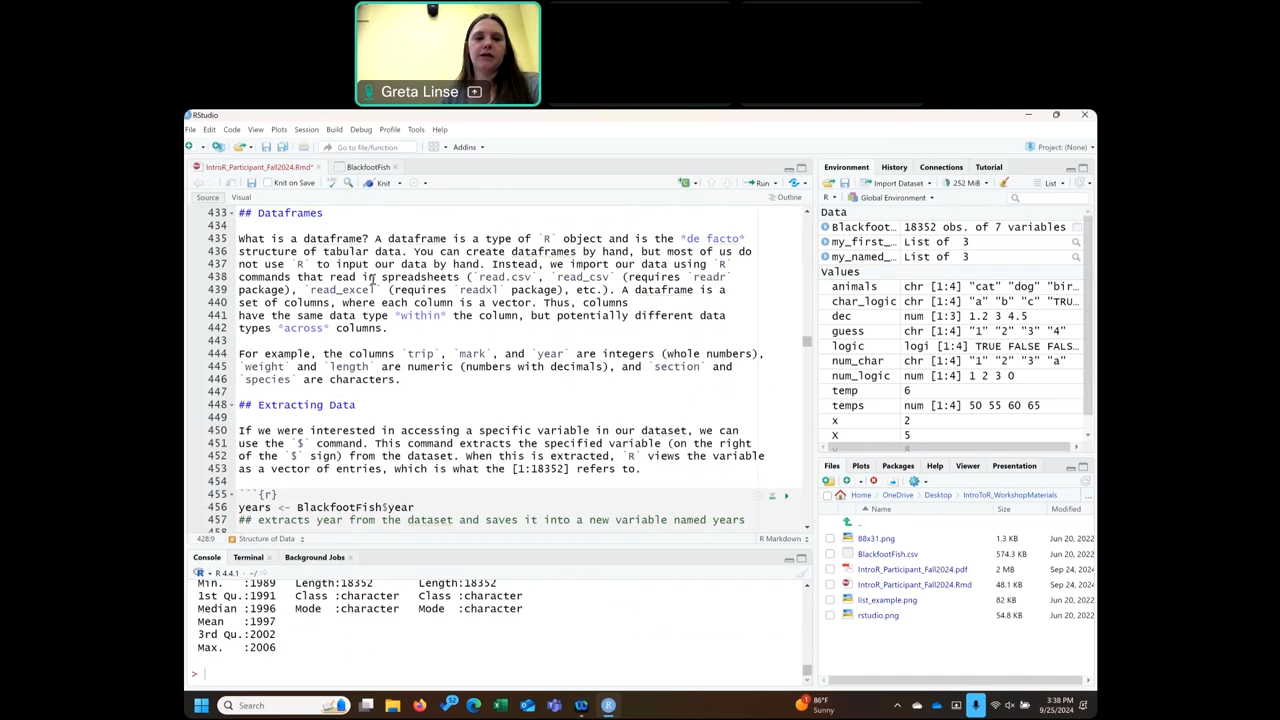 Greta Linse
RStudio
File Edit Code View Plots Session Build Debug Profile Tools Help
Go to file/function
Addins
Project: (None)
IntroR_Participant_Fall2024.Rmd*
BlackfootFish
Knit on Save
Knit
Run
Source Visual
Outline
433 ## Dataframes
434
435 What is a dataframe? A dataframe is a type of `R` object and is the *de facto*
436 structure of tabular data. You can create dataframes by hand, but most of us do
437 not use `R` to input our data by hand. Instead, we import our data using `R`
438 commands that read in spreadsheets (`read.csv`, `read_csv` (requires `readr`
439 package), `read_excel` (requires `readxl` package), etc.). A dataframe is a
440 set of columns, where each column is a vector. Thus, columns
441 have the same data type *within* the column, but potentially different data
442 types *across* columns.
443
444 For example, the columns `trip`, `mark`, and `year` are integers (whole numbers),
445 `weight` and `length` are numeric (numbers with decimals), and `section` and
446 `species` are characters.
447
448 ## Extracting Data
449
450 If we were interested in accessing a specific variable in our dataset, we can
451 use the `$` command. This command extracts the specified variable (on the right
452 of the `$` sign) from the dataset. When this is extracted, `R` views the variable
453 as a vector of entries, which is what the [1:18352] refers to.
454
455 ```{r}
456 years <- BlackfootFish$year
457 ## extracts year from the dataset and saves it into a new variable named years
428:9 Structure of Data
R Markdown
Console Terminal Background Jobs
R 4.4.1 · ~/
Min. :1989 Length:18352 Length:18352
1st Qu.:1991 Class :character Class :character
Median :1996 Mode :character Mode :character
Mean :1997
3rd Qu.:2002
Max. :2006
>
Environment History Connections Tutorial
Import Dataset
252 MiB
List
R
Global Environment
Data
Blackfoot… 18352 obs. of 7 variables
my_first_… List of 3
my_named_… List of 3
Values
animals chr [1:4] "cat" "dog" "bir…
char_logic chr [1:4] "a" "b" "c" "TRU…
dec num [1:3] 1.2 3 4.5
guess chr [1:4] "1" "2" "3" "4"
logic logi [1:4] TRUE FALSE FALS…
num_char chr [1:4] "1" "2" "3" "a"
num_logic num [1:4] 1 2 3 0
temp 6
temps num [1:4] 50 55 60 65
x 2
X 5
Files Plots Packages Help Viewer Presentation
Home OneDrive Desktop IntroToR_WorkshopMaterials
Name Size Modified
..
88x31.png 1.3 KB Jun 20, 2022
BlackfootFish.csv 574.3 KB Jun 20, 2022
IntroR_Participant_Fall2024.pdf 2 MB Sep 24, 2024
IntroR_Participant_Fall2024.Rmd 48.1 KB Sep 24, 2024
list_example.png 82 KB Jun 20, 2022
rstudio.png 54.8 KB Jun 20, 2022
Search
52
86°F
Sunny
3:38 PM
9/25/2024